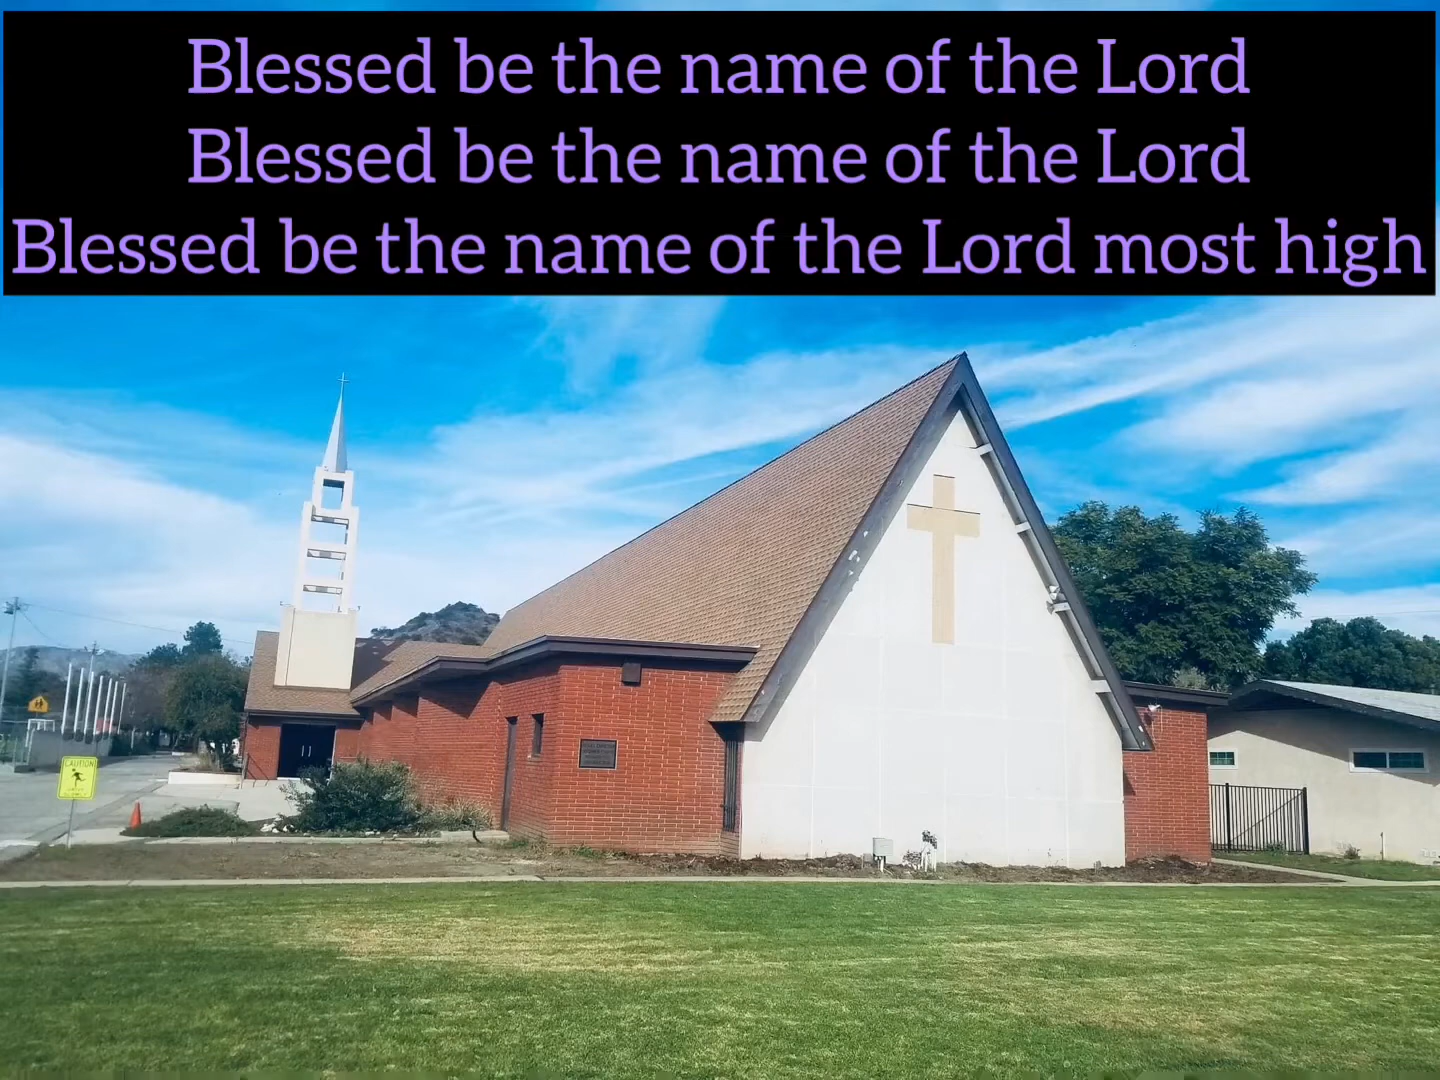 Blessed be the name of the Lord
Blessed be the name of the Lord
Blessed be the name of the Lord most high
CAUTION